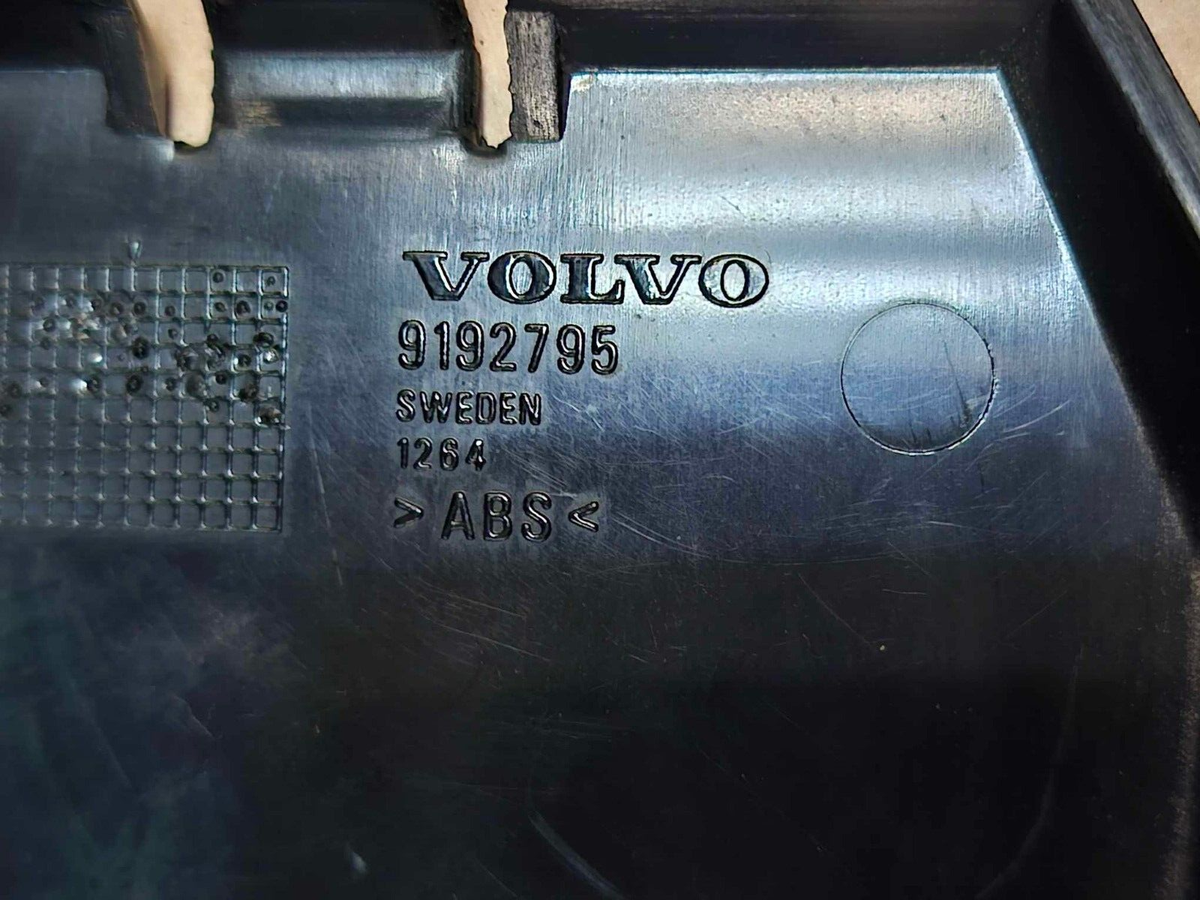 VOLVO
9192795
SWEDEN
1264
>ABS<